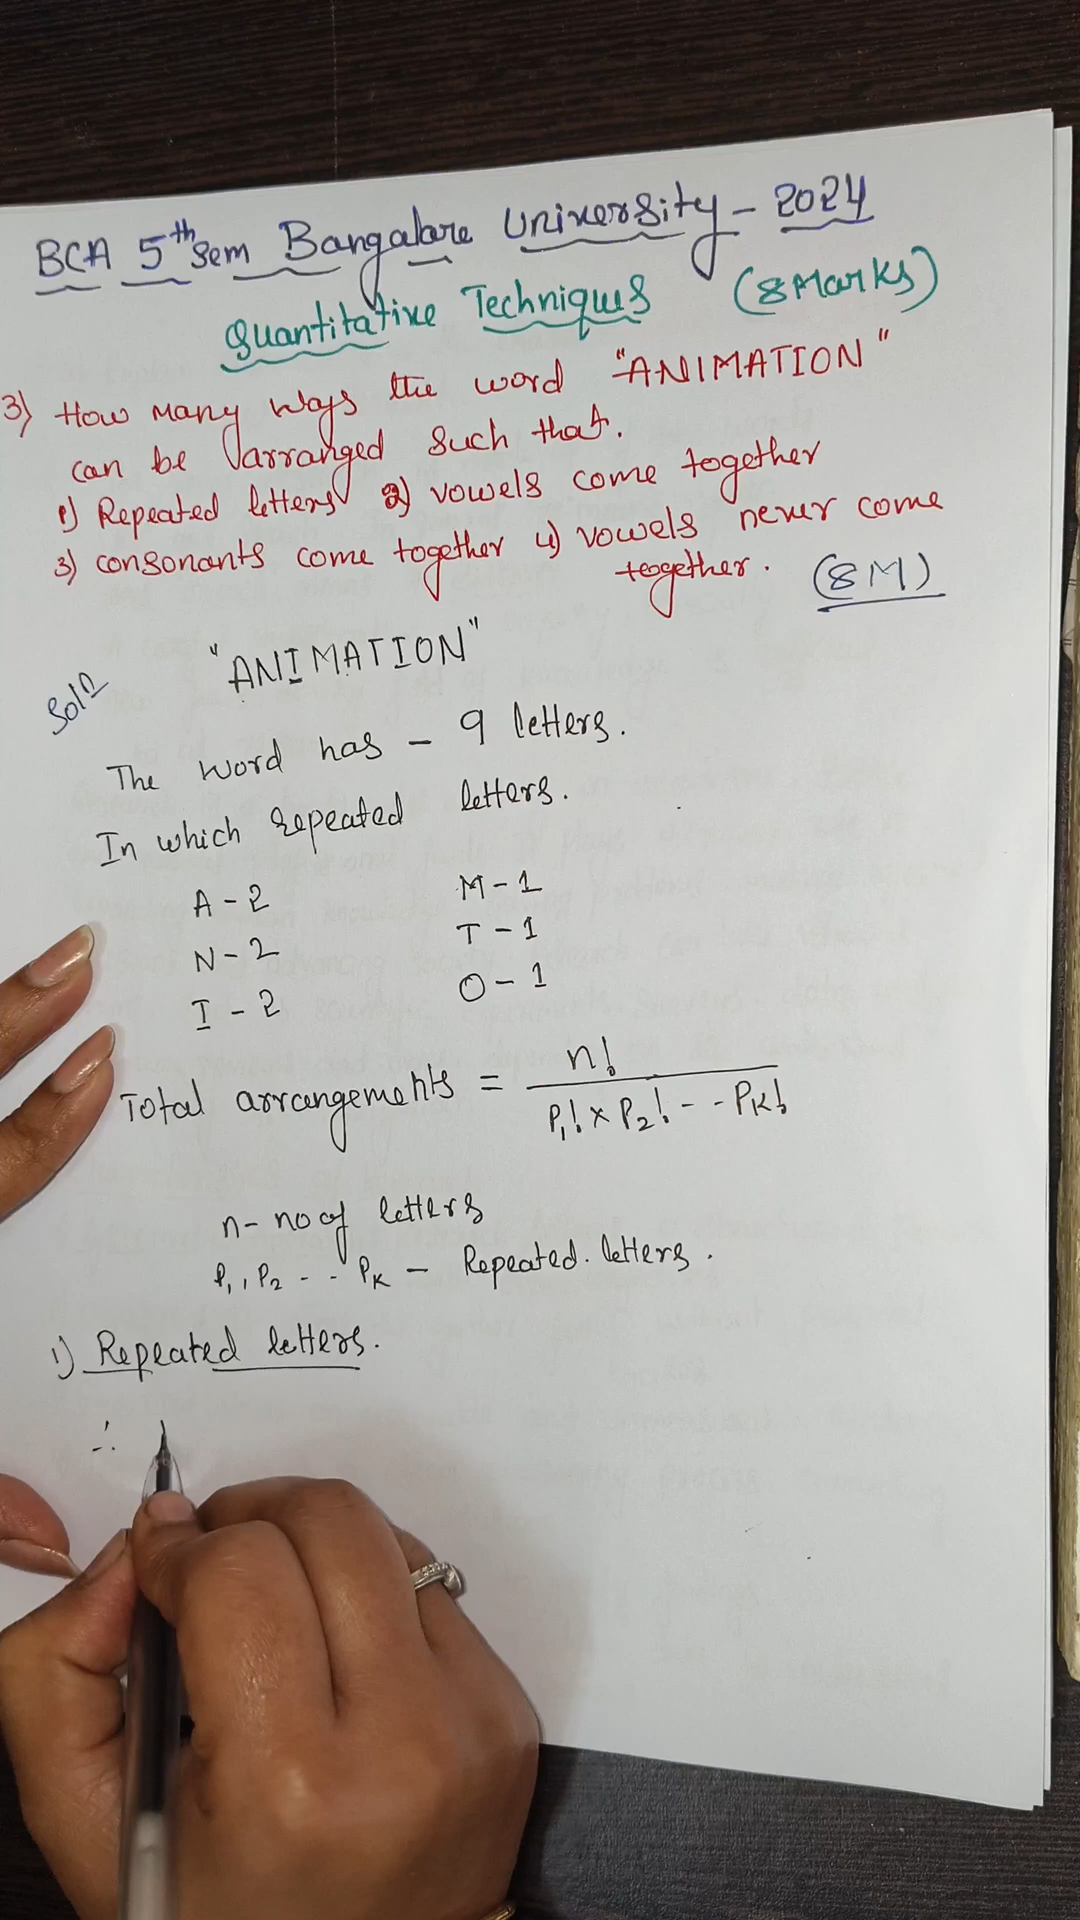 BCA 5th Sem Bangalore University - 2024
Quantitative Techniques (8 Marks)
3) How Many ways the word "ANIMATION"
can be arranged such that.
1) Repeated letters 2) vowels come together
3) consonants come together 4) vowels never come
together. (8M)
Soln "ANIMATION"
The word has - 9 letters.
In which repeated letters.
A - 2 M - 1
N - 2 T - 1
I - 2 O - 1
Total arrangements = n! / P1! × P2! - - PK!
n - no of letters
P1, P2 - - PK - Repeated. letters.
1) Repeated letters.
∴